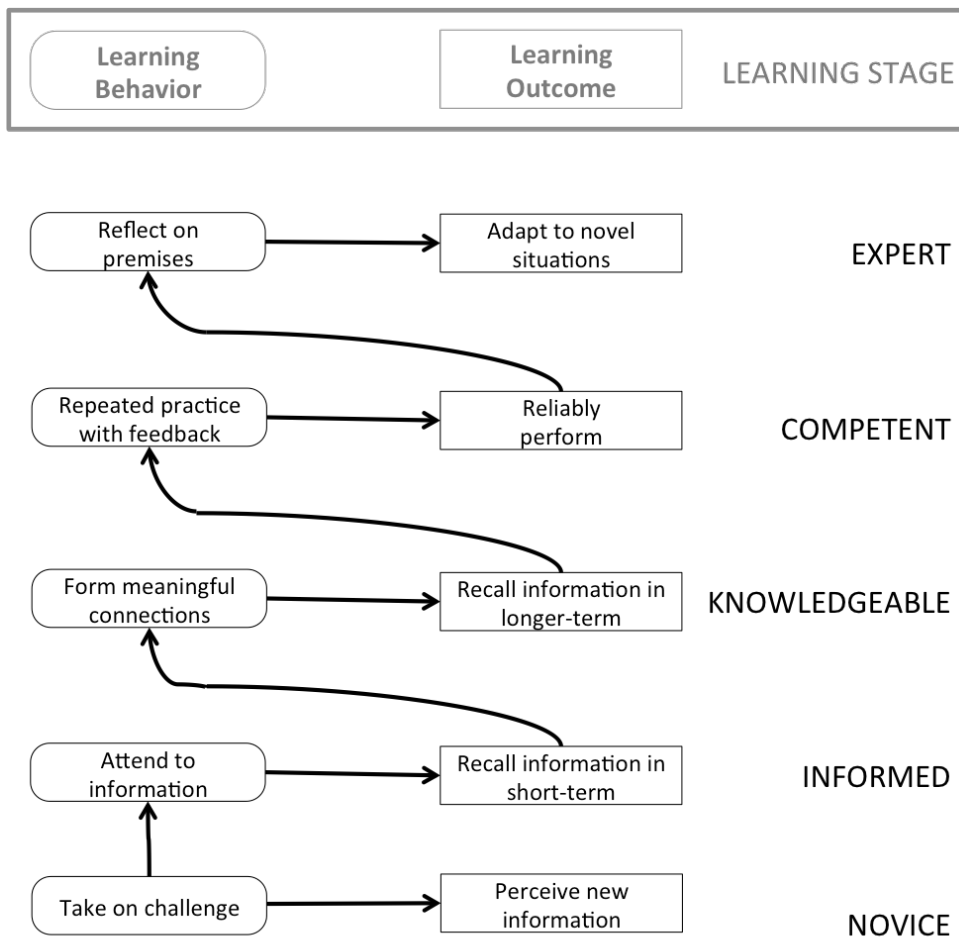 Learning
Behavior
Learning
Outcome
LEARNING STAGE
Reflect on
premises
Adapt to novel
situations
EXPERT
Repeated practice
with feedback
Reliably
perform
COMPETENT
Form meaningful
connections
Recall information in
longer-term
KNOWLEDGEABLE
Attend to
information
Recall information in
short-term
INFORMED
Take on challenge
Perceive new
information
NOVICE